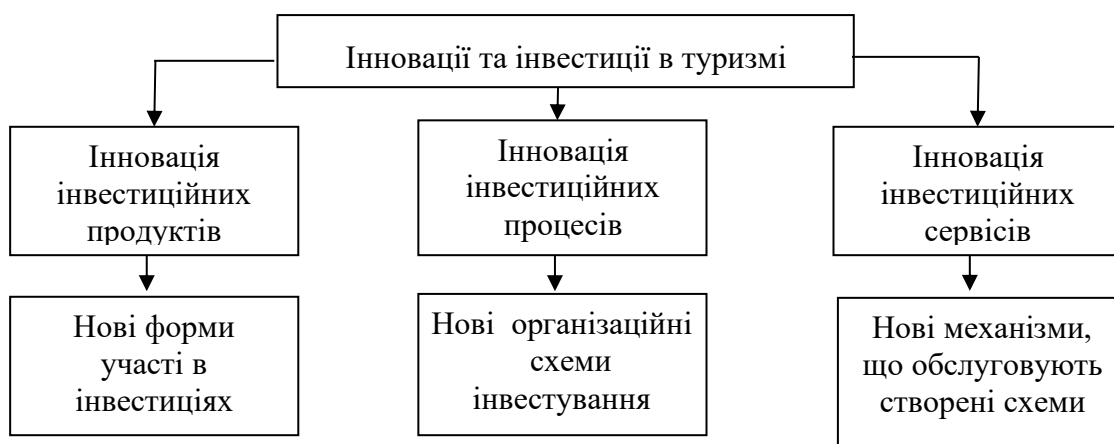 Інновації та інвестиції в туризмі
Інновація
інвестиційних
продуктів
Інновація
інвестиційних
процесів
Інновація
інвестиційних
сервісів
Нові форми
участі в
інвестиціях
Нові організаційні
схеми
інвестування
Нові механізми,
що обслуговують
створені схеми